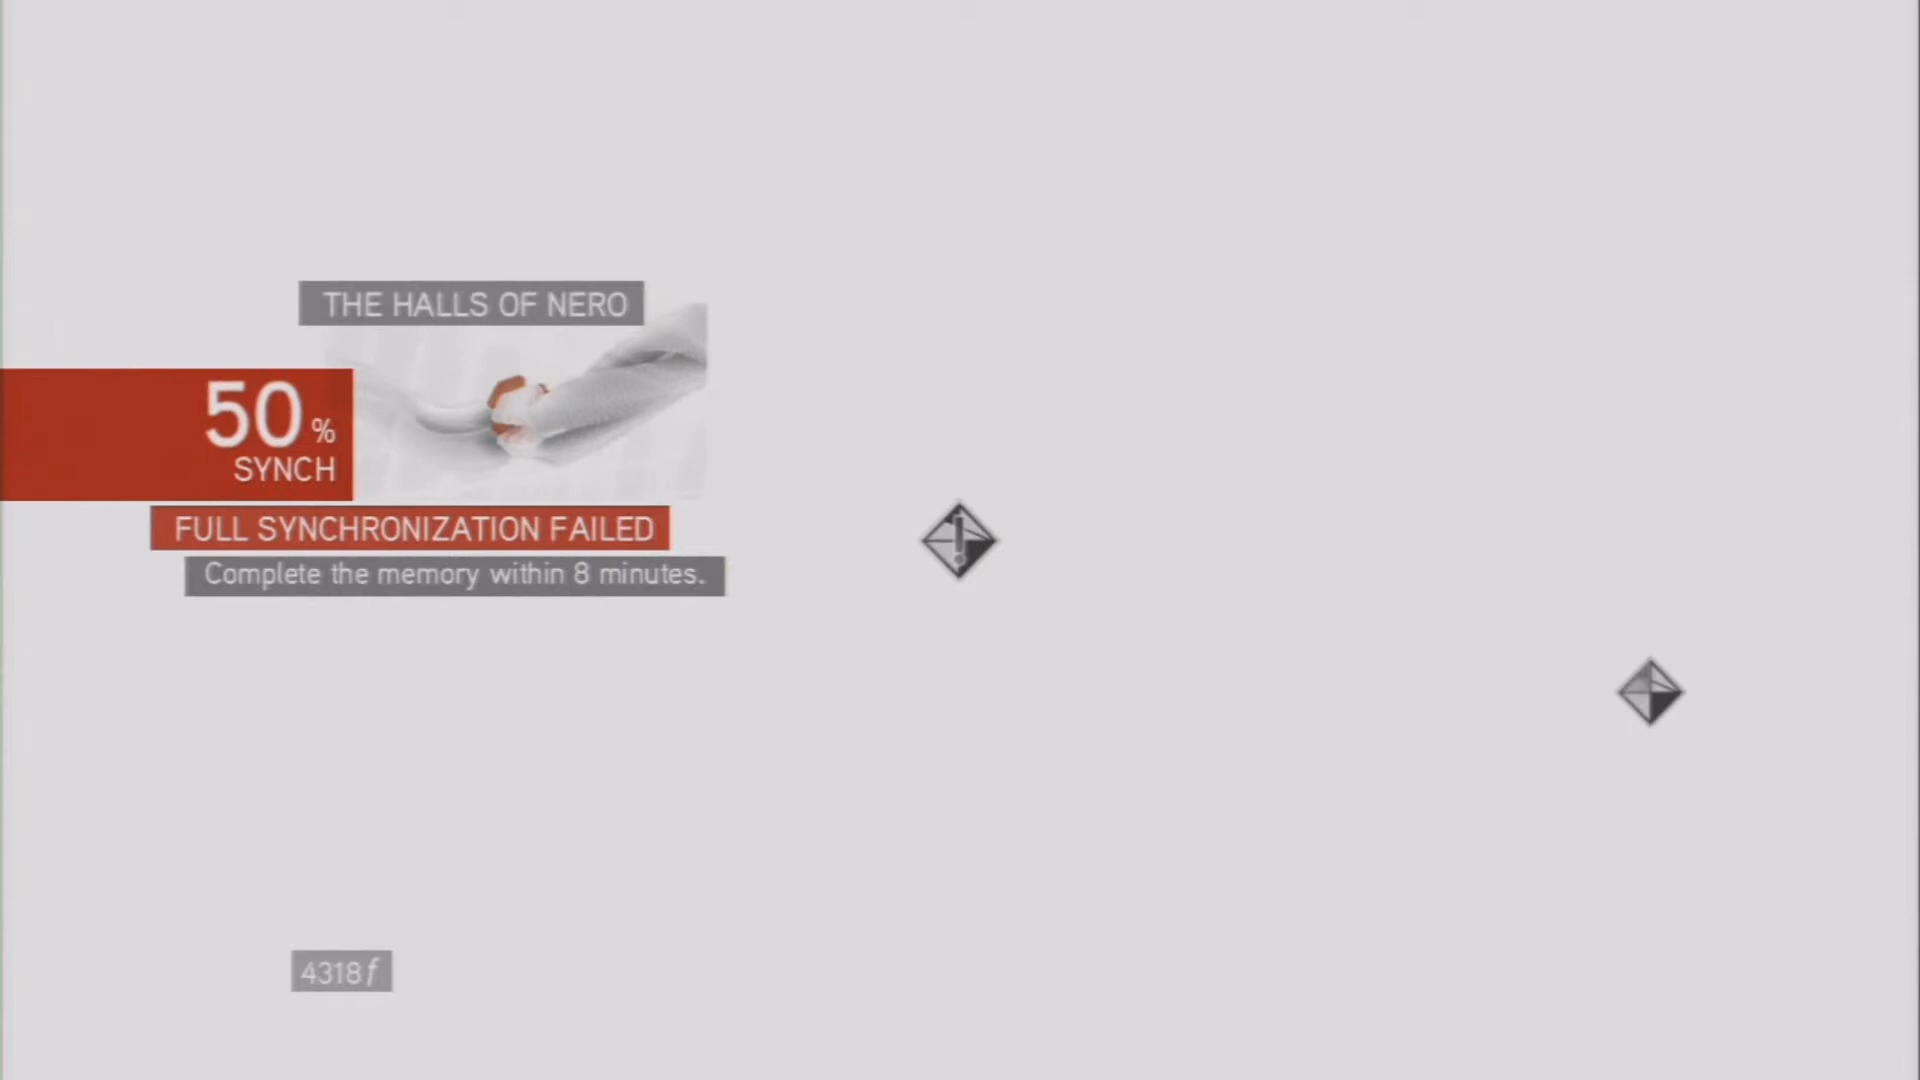 THE HALLS OF NERO
50 %
SYNCH
FULL SYNCHRONIZATION FAILED
Complete the memory within 8 minutes.
4318 ƒ